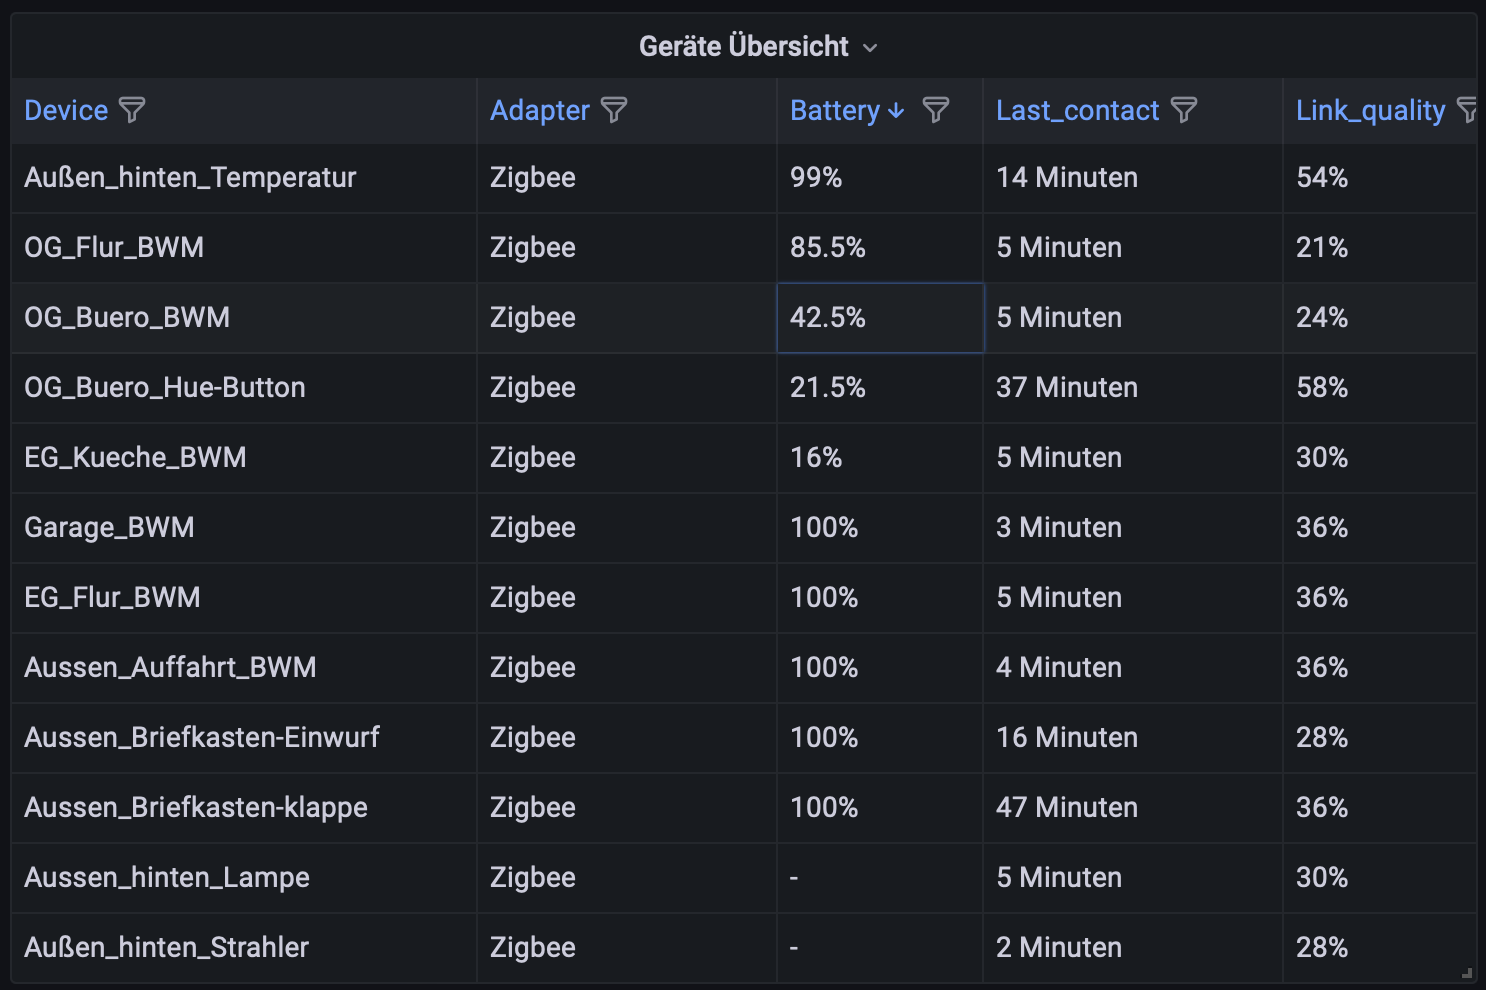 Geräte Übersicht
Device Adapter Battery Last_contact Link_quality
Außen_hinten_Temperatur Zigbee 99% 14 Minuten 54%
OG_Flur_BWM Zigbee 85.5% 5 Minuten 21%
OG_Buero_BWM Zigbee 42.5% 5 Minuten 24%
OG_Buero_Hue-Button Zigbee 21.5% 37 Minuten 58%
EG_Kueche_BWM Zigbee 16% 5 Minuten 30%
Garage_BWM Zigbee 100% 3 Minuten 36%
EG_Flur_BWM Zigbee 100% 5 Minuten 36%
Aussen_Auffahrt_BWM Zigbee 100% 4 Minuten 36%
Aussen_Briefkasten-Einwurf Zigbee 100% 16 Minuten 28%
Aussen_Briefkasten-klappe Zigbee 100% 47 Minuten 36%
Aussen_hinten_Lampe Zigbee - 5 Minuten 30%
Außen_hinten_Strahler Zigbee - 2 Minuten 28%